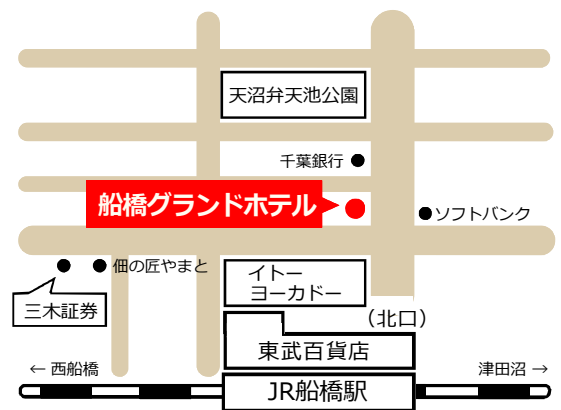 天沼弁天池公園
千葉銀行
船橋グランドホテル
ソフトバンク
佃の匠やまと
三木証券
イトー
ヨーカドー
（北口）
東武百貨店
← 西船橋
津田沼 →
JR船橋駅